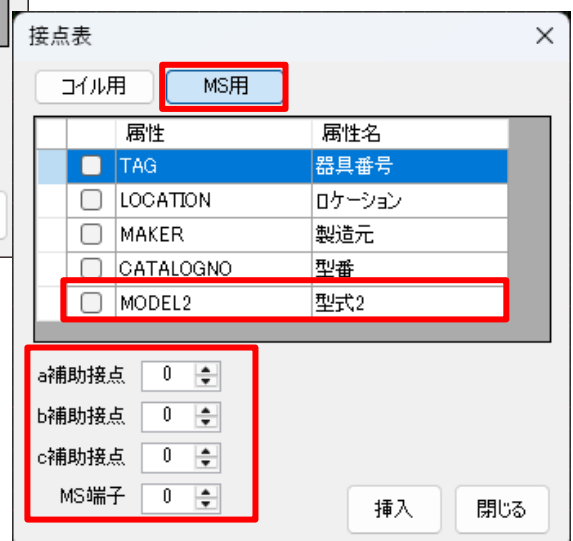 接点表
コイル用 MS用
属性 属性名
TAG 器具番号
LOCATION ロケーション
MAKER 製造元
CATALOGNO 型番
MODEL2 型式2
a補助接点 0
b補助接点 0
c補助接点 0
MS端子 0
挿入 閉じる